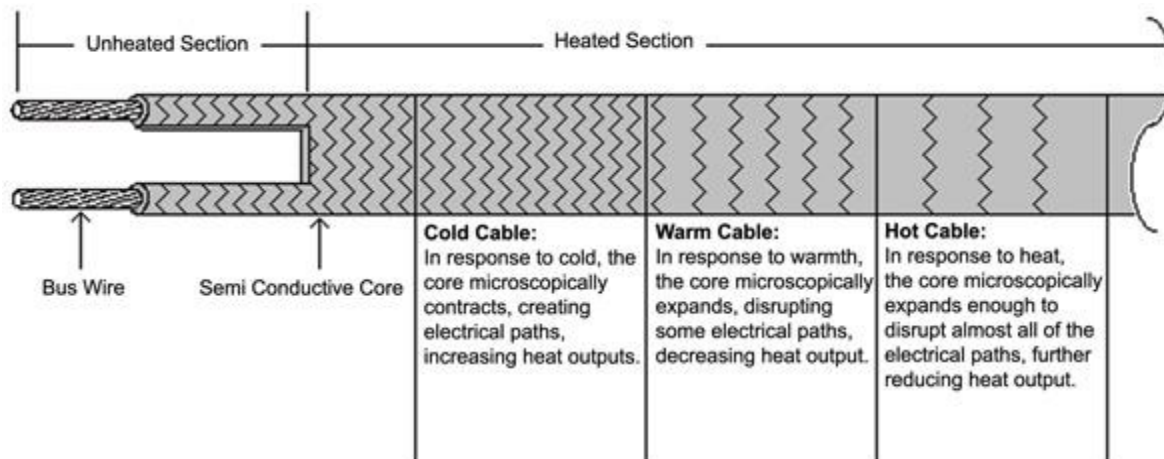 Unheated Section
Heated Section
Bus Wire
Semi Conductive Core
Cold Cable:
In response to cold, the
core microscopically
contracts, creating
electrical paths,
increasing heat outputs.
Warm Cable:
In response to warmth,
the core microscopically
expands, disrupting
some electrical paths,
decreasing heat output.
Hot Cable:
In response to heat,
the core microscopically
expands enough to
disrupt almost all of the
electrical paths, further
reducing heat output.